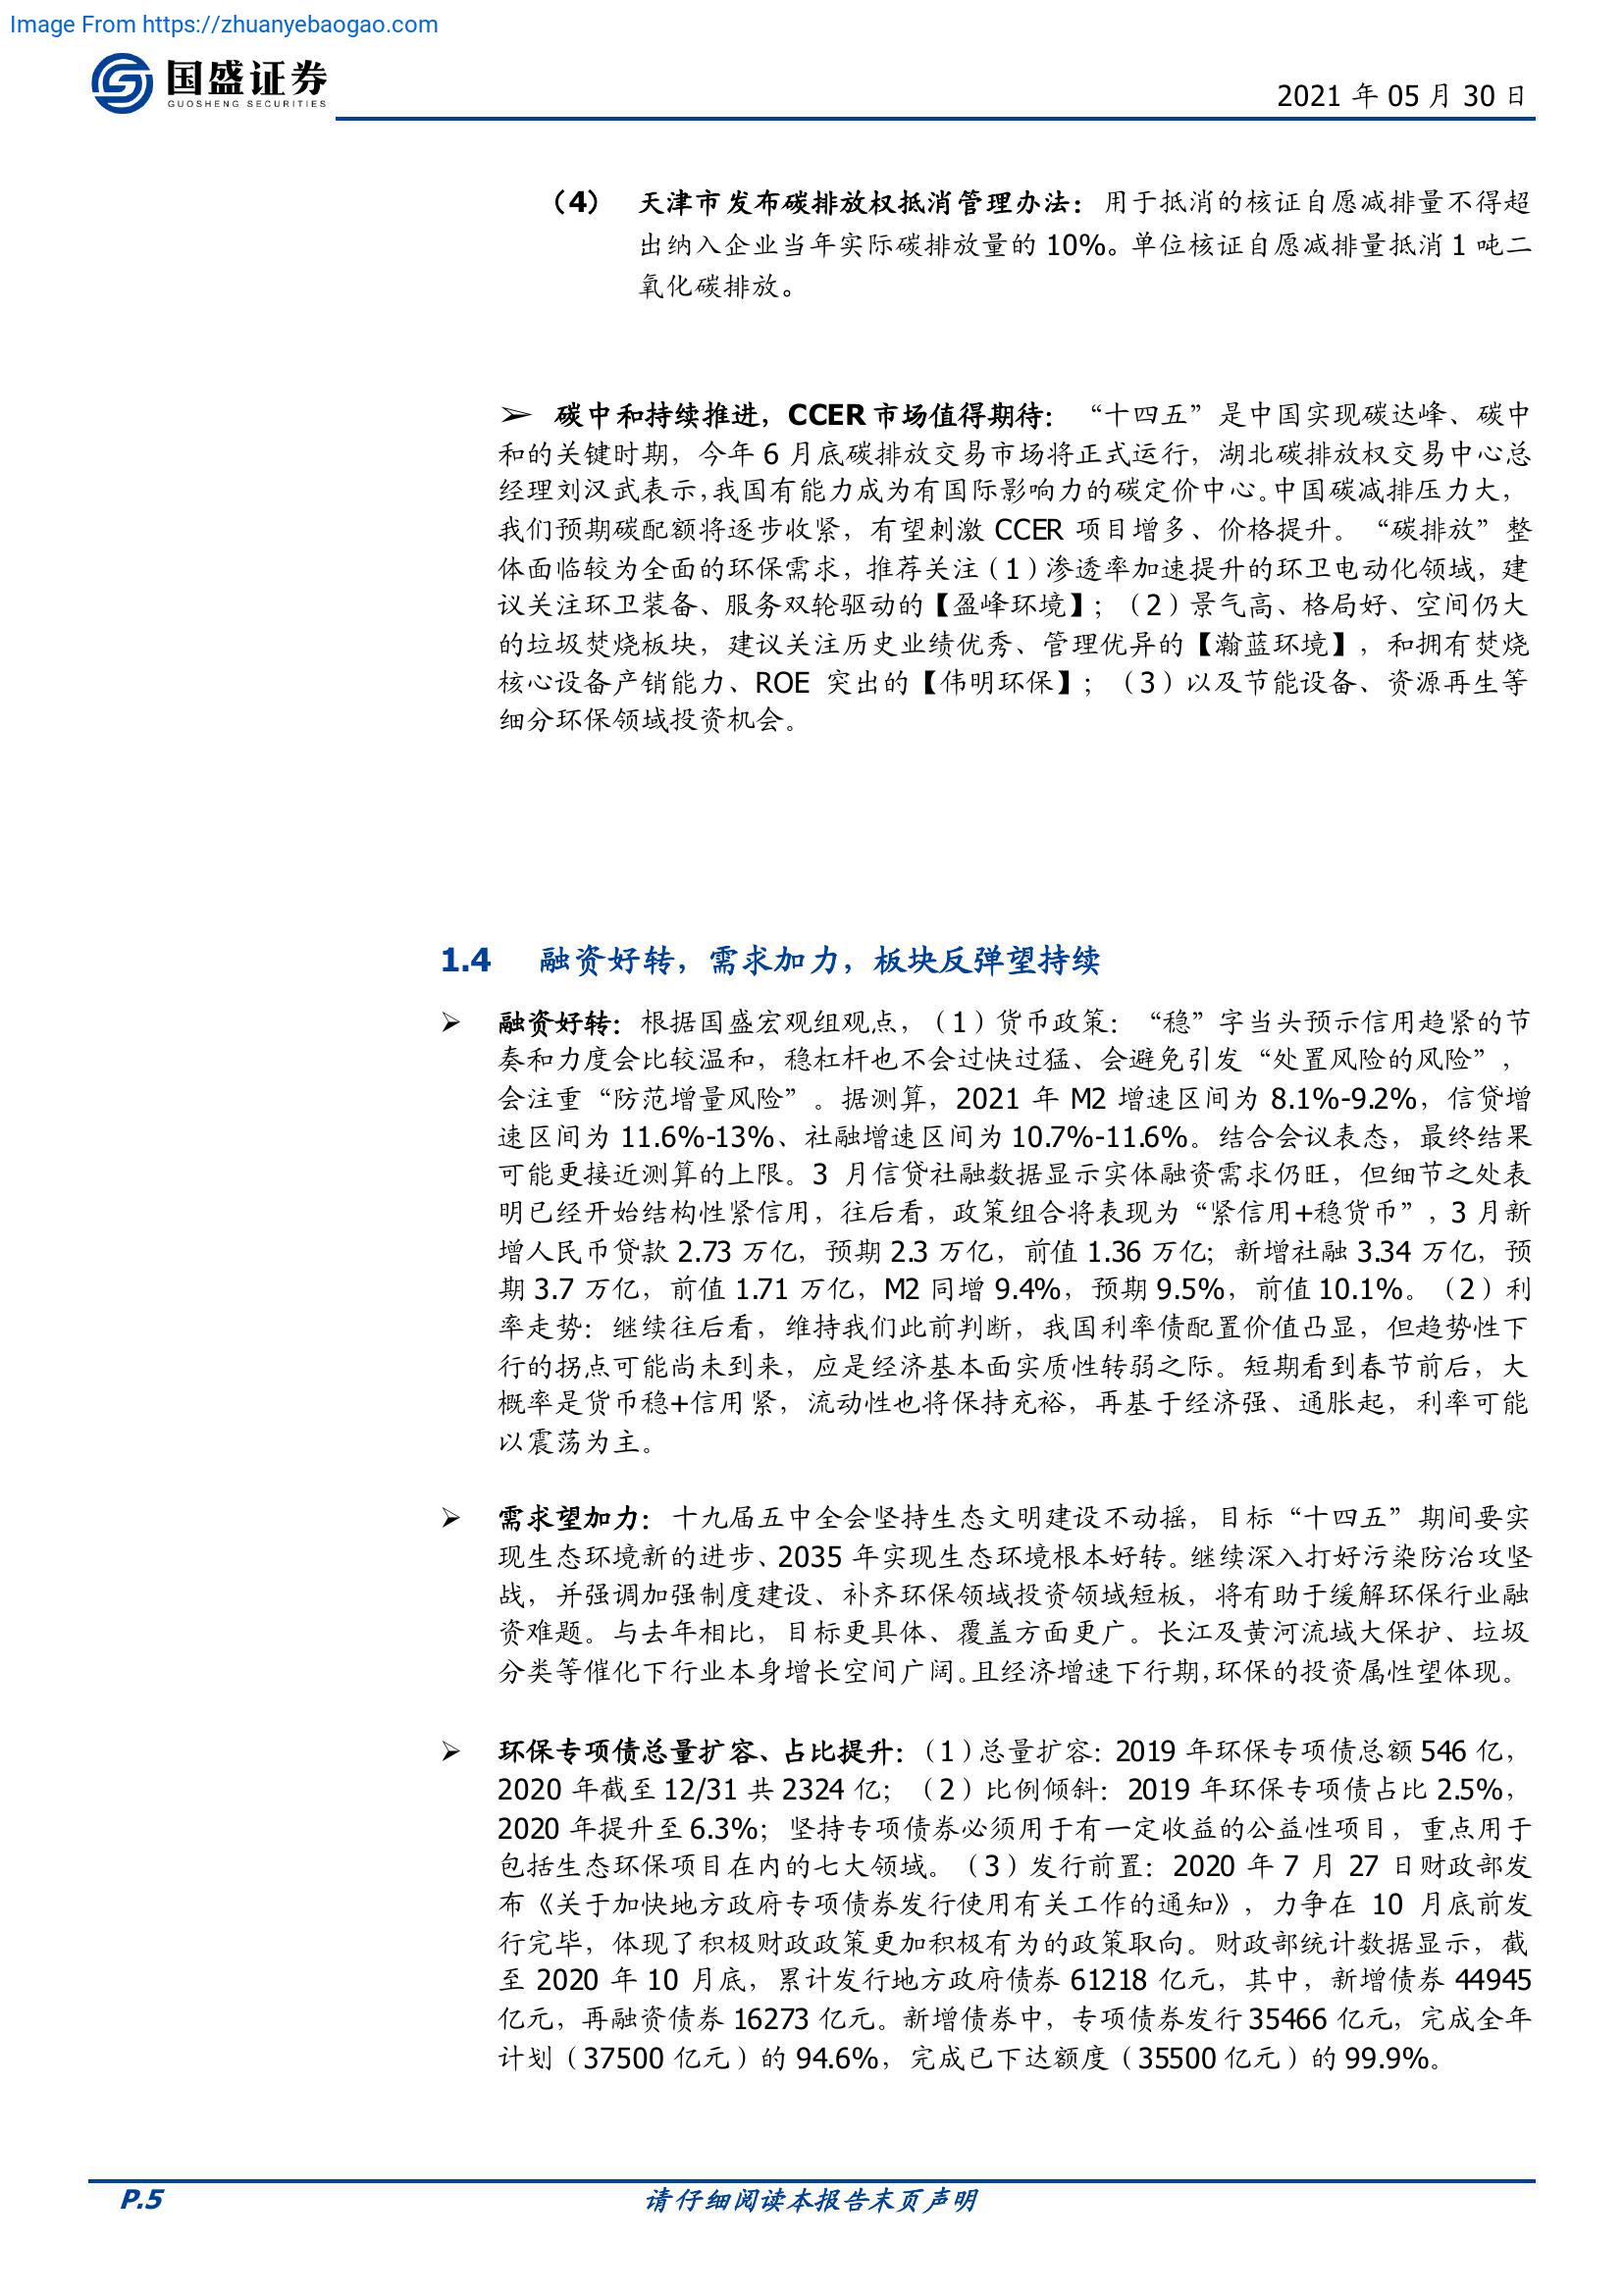 Image From https://zhuanyebaogao.com
国盛证券
GUOSHENG SECURITIES
2021 年 05 月 30 日
（4） 天津市发布碳排放权抵消管理办法：用于抵消的核证自愿减排量不得超
出纳入企业当年实际碳排放量的 10%。单位核证自愿减排量抵消 1 吨二
氧化碳排放。
➢ 碳中和持续推进，CCER 市场值得期待：“十四五”是中国实现碳达峰、碳中
和的关键时期，今年 6 月底碳排放交易市场将正式运行，湖北碳排放权交易中心总
经理刘汉武表示，我国有能力成为有国际影响力的碳定价中心。中国碳减排压力大，
我们预期碳配额将逐步收紧，有望刺激 CCER 项目增多、价格提升。“碳排放”整
体面临较为全面的环保需求，推荐关注（1）渗透率加速提升的环卫电动化领域，建
议关注环卫装备、服务双轮驱动的【盈峰环境】；（2）景气高、格局好、空间仍大
的垃圾焚烧板块，建议关注历史业绩优秀、管理优异的【瀚蓝环境】，和拥有焚烧
核心设备产销能力、ROE 突出的【伟明环保】；（3）以及节能设备、资源再生等
细分环保领域投资机会。
1.4 融资好转，需求加力，板块反弹望持续
➢ 融资好转：根据国盛宏观组观点，（1）货币政策：“稳”字当头预示信用趋紧的节
奏和力度会比较温和，稳杠杆也不会过快过猛、会避免引发“处置风险的风险”，
会注重“防范增量风险”。据测算，2021 年 M2 增速区间为 8.1%-9.2%，信贷增
速区间为 11.6%-13%、社融增速区间为 10.7%-11.6%。结合会议表态，最终结果
可能更接近测算的上限。3 月信贷社融数据显示实体融资需求仍旺，但细节之处表
明已经开始结构性紧信用，往后看，政策组合将表现为“紧信用+稳货币”，3 月新
增人民币贷款 2.73 万亿，预期 2.3 万亿，前值 1.36 万亿；新增社融 3.34 万亿，预
期 3.7 万亿，前值 1.71 万亿，M2 同增 9.4%，预期 9.5%，前值 10.1%。（2）利
率走势：继续往后看，维持我们此前判断，我国利率债配置价值凸显，但趋势性下
行的拐点可能尚未到来，应是经济基本面实质性转弱之际。短期看到春节前后，大
概率是货币稳+信用紧，流动性也将保持充裕，再基于经济强、通胀起，利率可能
以震荡为主。
➢ 需求望加力：十九届五中全会坚持生态文明建设不动摇，目标“十四五”期间要实
现生态环境新的进步、2035 年实现生态环境根本好转。继续深入打好污染防治攻坚
战，并强调加强制度建设、补齐环保领域投资领域短板，将有助于缓解环保行业融
资难题。与去年相比，目标更具体、覆盖方面更广。长江及黄河流域大保护、垃圾
分类等催化下行业本身增长空间广阔。且经济增速下行期，环保的投资属性望体现。
➢ 环保专项债总量扩容、占比提升：（1）总量扩容：2019 年环保专项债总额 546 亿，
2020 年截至 12/31 共 2324 亿；（2）比例倾斜：2019 年环保专项债占比 2.5%，
2020 年提升至 6.3%；坚持专项债券必须用于有一定收益的公益性项目，重点用于
包括生态环保项目在内的七大领域。（3）发行前置：2020 年 7 月 27 日财政部发
布《关于加快地方政府专项债券发行使用有关工作的通知》，力争在 10 月底前发
行完毕，体现了积极财政政策更加积极有为的政策取向。财政部统计数据显示，截
至 2020 年 10 月底，累计发行地方政府债券 61218 亿元，其中，新增债券 44945
亿元，再融资债券 16273 亿元。新增债券中，专项债券发行 35466 亿元，完成全年
计划（37500 亿元）的 94.6%，完成已下达额度（35500 亿元）的 99.9%。
P.5 请仔细阅读本报告末页声明